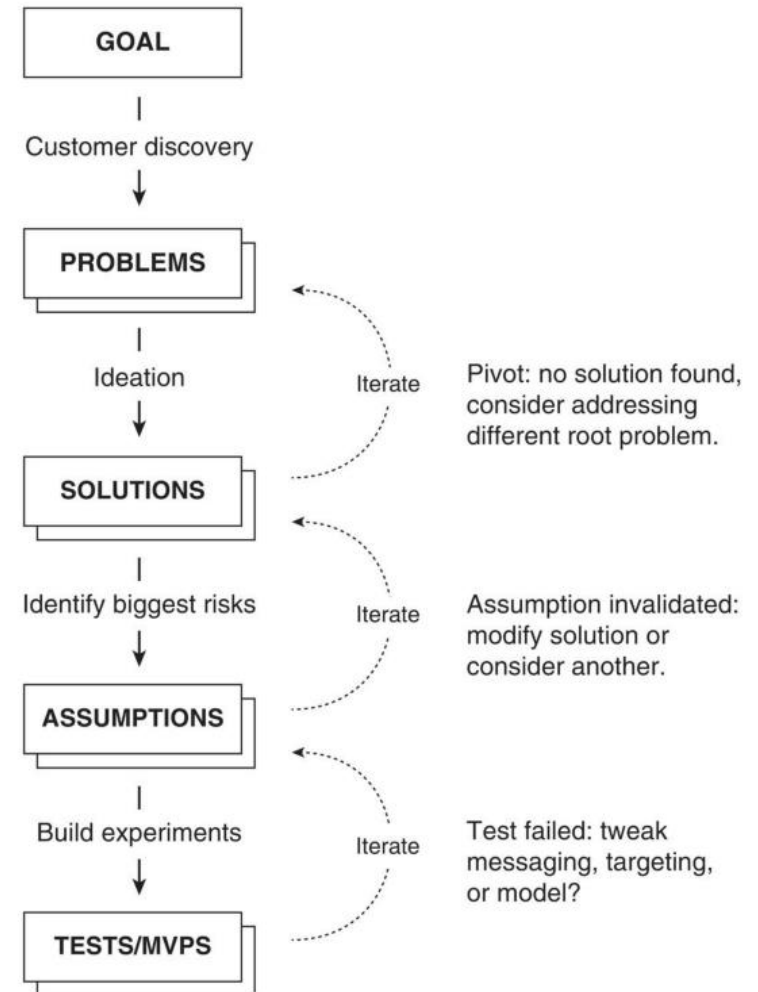 GOAL
Customer discovery
PROBLEMS
Ideation
Iterate
Pivot: no solution found,
consider addressing
different root problem.
SOLUTIONS
Identify biggest risks
Iterate
Assumption invalidated:
modify solution or
consider another.
ASSUMPTIONS
Build experiments
Iterate
Test failed: tweak
messaging, targeting,
or model?
TESTS/MVPS